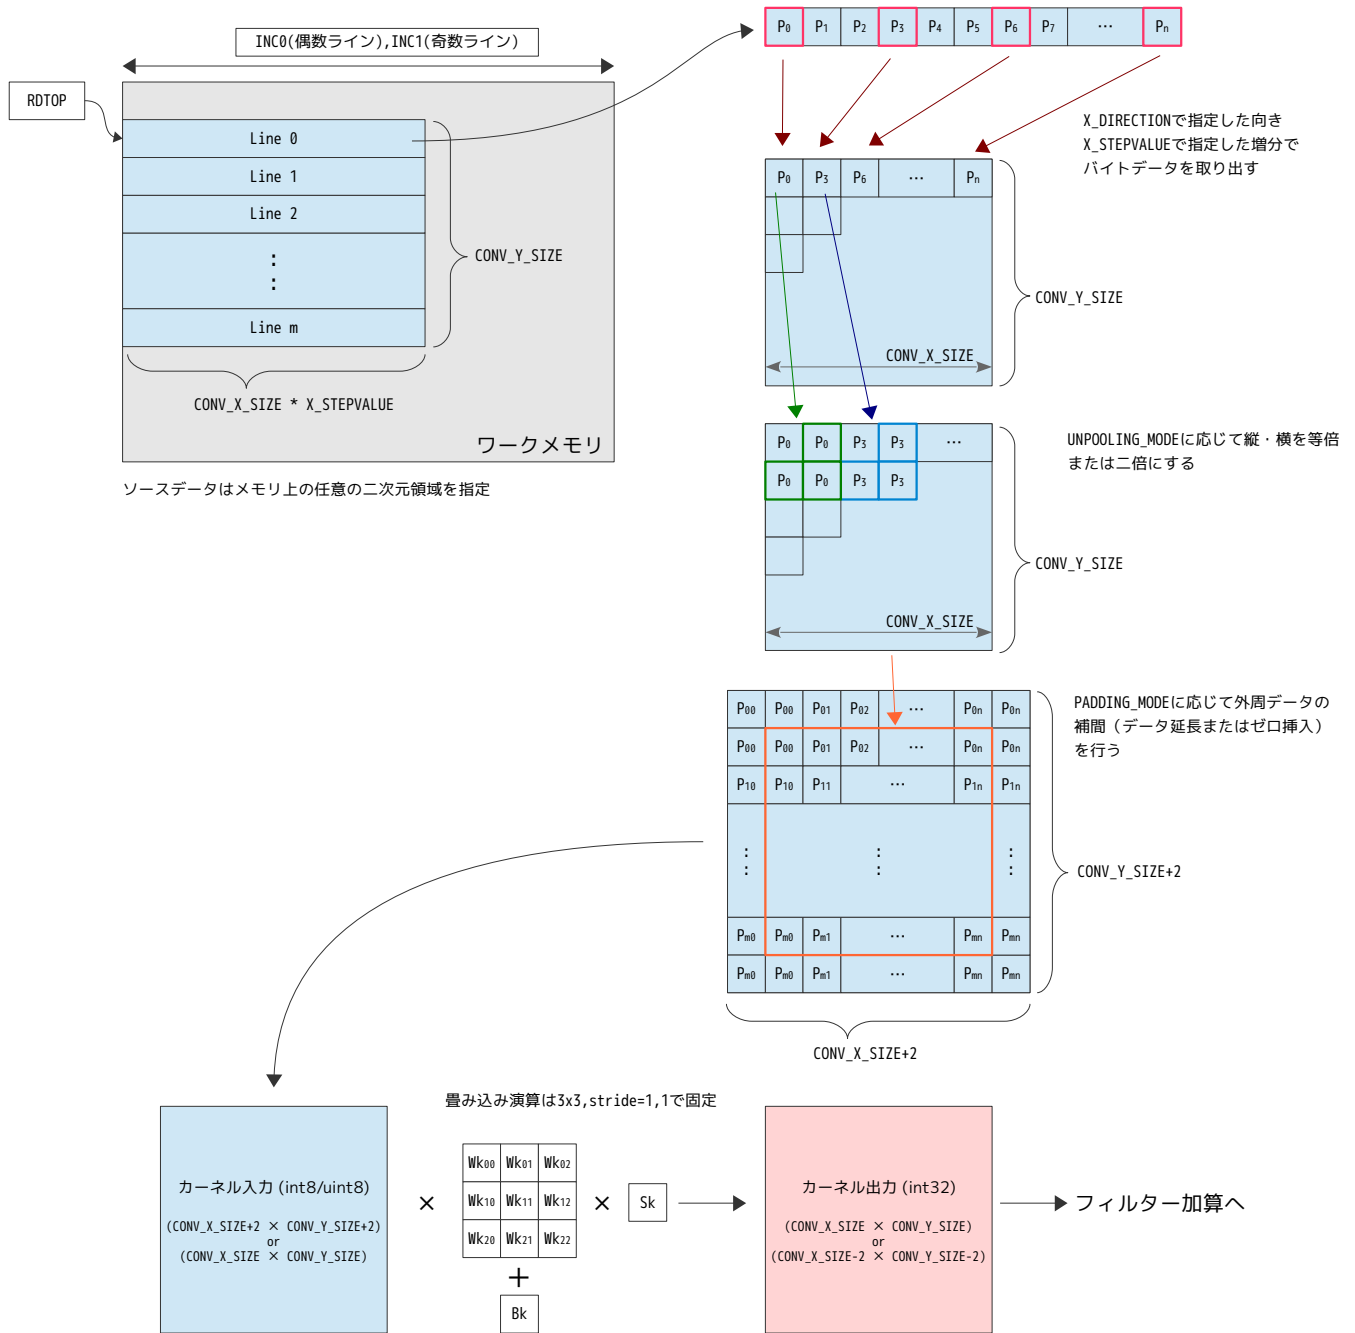 INC0(偶数ライン),INC1(奇数ライン)
RDTOP
Line 0
Line 1
Line 2
:
:
Line m
CONV_Y_SIZE
CONV_X_SIZE * X_STEPVALUE
ワークメモリ
ソースデータはメモリ上の任意の二次元領域を指定
P0 P1 P2 P3 P4 P5 P6 P7 … Pn
X_DIRECTIONで指定した向き
X_STEPVALUEで指定した増分で
バイトデータを取り出す
P0 P3 P6 … Pn
CONV_Y_SIZE
CONV_X_SIZE
P0 P0 P3 P3 …
P0 P0 P3 P3
UNPOOLING_MODEに応じて縦・横を等倍
または二倍にする
CONV_Y_SIZE
CONV_X_SIZE
P00 P00 P01 P02 … P0n P0n
P00 P00 P01 P02 … P0n P0n
P10 P10 P11 … P1n P1n
: : :
: : :
Pm0 Pm0 Pm1 … Pmn Pmn
Pm0 Pm0 Pm1 … Pmn Pmn
PADDING_MODEに応じて外周データの
補間（データ延長またはゼロ挿入）
を行う
CONV_Y_SIZE+2
CONV_X_SIZE+2
畳み込み演算は3x3,stride=1,1で固定
カーネル入力 (int8/uint8)
(CONV_X_SIZE+2 × CONV_Y_SIZE+2)
or
(CONV_X_SIZE × CONV_Y_SIZE)
×
Wk00 Wk01 Wk02
Wk10 Wk11 Wk12
Wk20 Wk21 Wk22
+
Bk
×
Sk
カーネル出力 (int32)
(CONV_X_SIZE × CONV_Y_SIZE)
or
(CONV_X_SIZE-2 × CONV_Y_SIZE-2)
フィルター加算へ